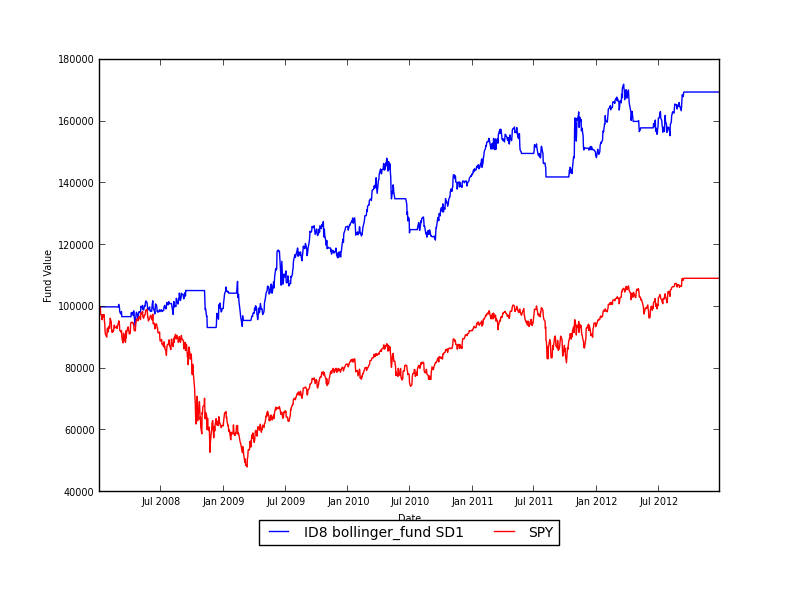 180000
160000
140000
120000
100000
80000
60000
40000
Fund Value
Jul 2008 Jan 2009 Jul 2009 Jan 2010 Jul 2010 Jan 2011 Jul 2011 Jan 2012 Jul 2012
Date
ID8 bollinger_fund SD1 SPY